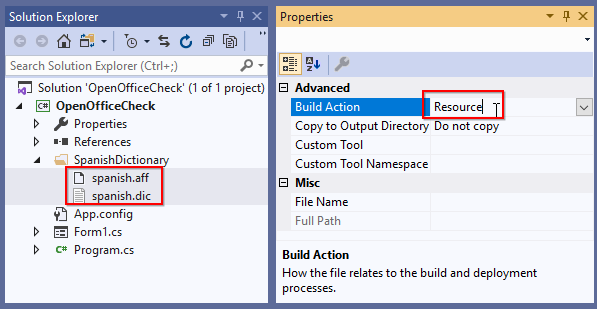 Solution Explorer
Search Solution Explorer (Ctrl+;)
Solution 'OpenOfficeCheck' (1 of 1 project)
OpenOfficeCheck
Properties
References
SpanishDictionary
spanish.aff
spanish.dic
App.config
Form1.cs
Program.cs
Properties
Advanced
Build Action Resource
Copy to Output Directory Do not copy
Custom Tool
Custom Tool Namespace
Misc
File Name
Full Path
Build Action
How the file relates to the build and deployment
processes.